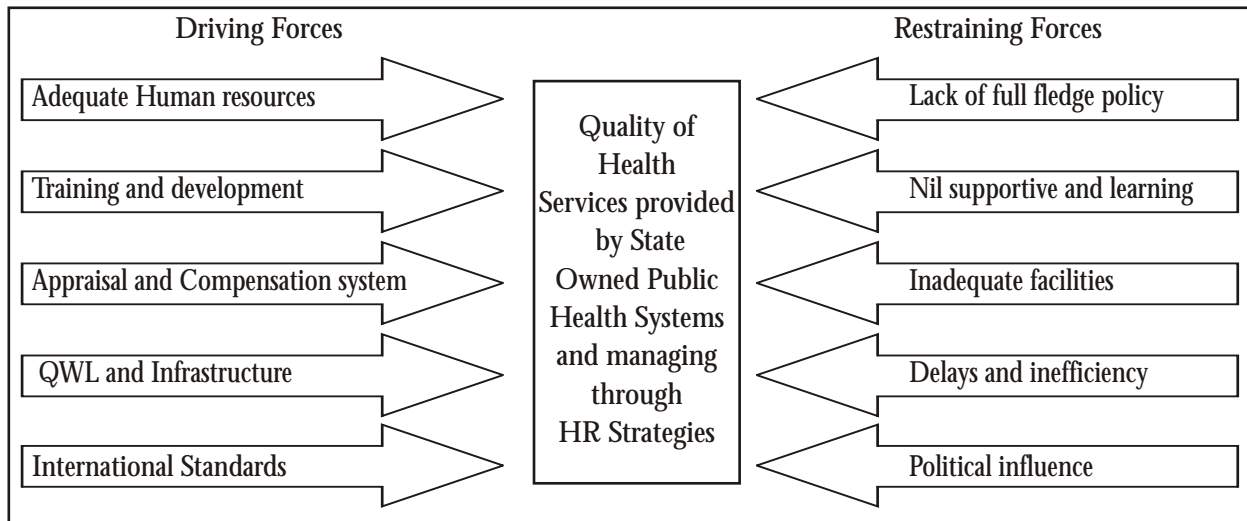 Driving Forces
Restraining Forces
Adequate Human resources
Training and development
Appraisal and Compensation system
QWL and Infrastructure
International Standards
Quality of
Health
Services provided
by State
Owned Public
Health Systems
and managing
through
HR Strategies
Lack of full fledge policy
Nil supportive and learning
Inadequate facilities
Delays and inefficiency
Political influence